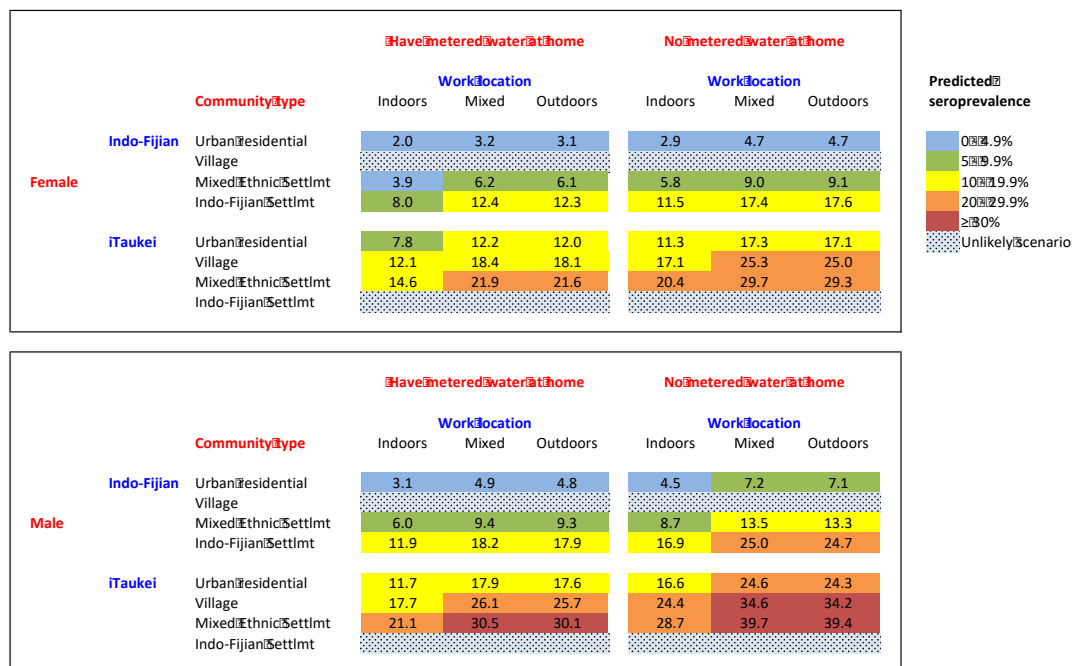 Have metered water at home No metered water at home
Work location Work location
Community type Indoors Mixed Outdoors Indoors Mixed Outdoors
Indo-Fijian Urban residential 2.0 3.2 3.1 2.9 4.7 4.7
Village
Female Mixed Ethnic Settlmt 3.9 6.2 6.1 5.8 9.0 9.1
Indo-Fijian Settlmt 8.0 12.4 12.3 11.5 17.4 17.6
iTaukei Urban residential 7.8 12.2 12.0 11.3 17.3 17.1
Village 12.1 18.4 18.1 17.1 25.3 25.0
Mixed Ethnic Settlmt 14.6 21.9 21.6 20.4 29.7 29.3
Indo-Fijian Settlmt
Predicted
seroprevalence
0 - 4.9%
5 - 9.9%
10 - 19.9%
20 - 29.9%
≥ 30%
Unlikely scenario
Have metered water at home No metered water at home
Work location Work location
Community type Indoors Mixed Outdoors Indoors Mixed Outdoors
Indo-Fijian Urban residential 3.1 4.9 4.8 4.5 7.2 7.1
Village
Male Mixed Ethnic Settlmt 6.0 9.4 9.3 8.7 13.5 13.3
Indo-Fijian Settlmt 11.9 18.2 17.9 16.9 25.0 24.7
iTaukei Urban residential 11.7 17.9 17.6 16.6 24.6 24.3
Village 17.7 26.1 25.7 24.4 34.6 34.2
Mixed Ethnic Settlmt 21.1 30.5 30.1 28.7 39.7 39.4
Indo-Fijian Settlmt